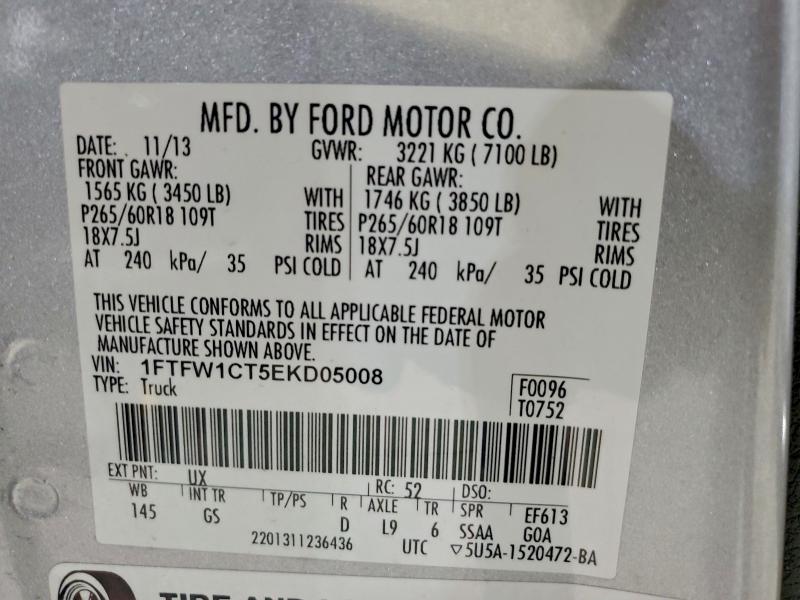 MFD. BY FORD MOTOR CO.
DATE: 11/13 GVWR: 3221 KG ( 7100 LB)
FRONT GAWR: REAR GAWR:
1565 KG ( 3450 LB) WITH 1746 KG ( 3850 LB) WITH
P265/60R18 109T TIRES P265/60R18 109T TIRES
18X7.5J RIMS 18X7.5J RIMS
AT 240 kPa/ 35 PSI COLD AT 240 kPa/ 35 PSI COLD
THIS VEHICLE CONFORMS TO ALL APPLICABLE FEDERAL MOTOR
VEHICLE SAFETY STANDARDS IN EFFECT ON THE DATE OF
MANUFACTURE SHOWN ABOVE.
VIN: 1FTFW1CT5EKD05008
TYPE: Truck
F0096
T0752
EXT PNT: UX RC: 52 DSO:
WB INT TR TP/PS R AXLE TR SPR EF613
145 GS D L9 6 SSAA GOA
2201311236436 UTC ▽5U5A-1520472-BA